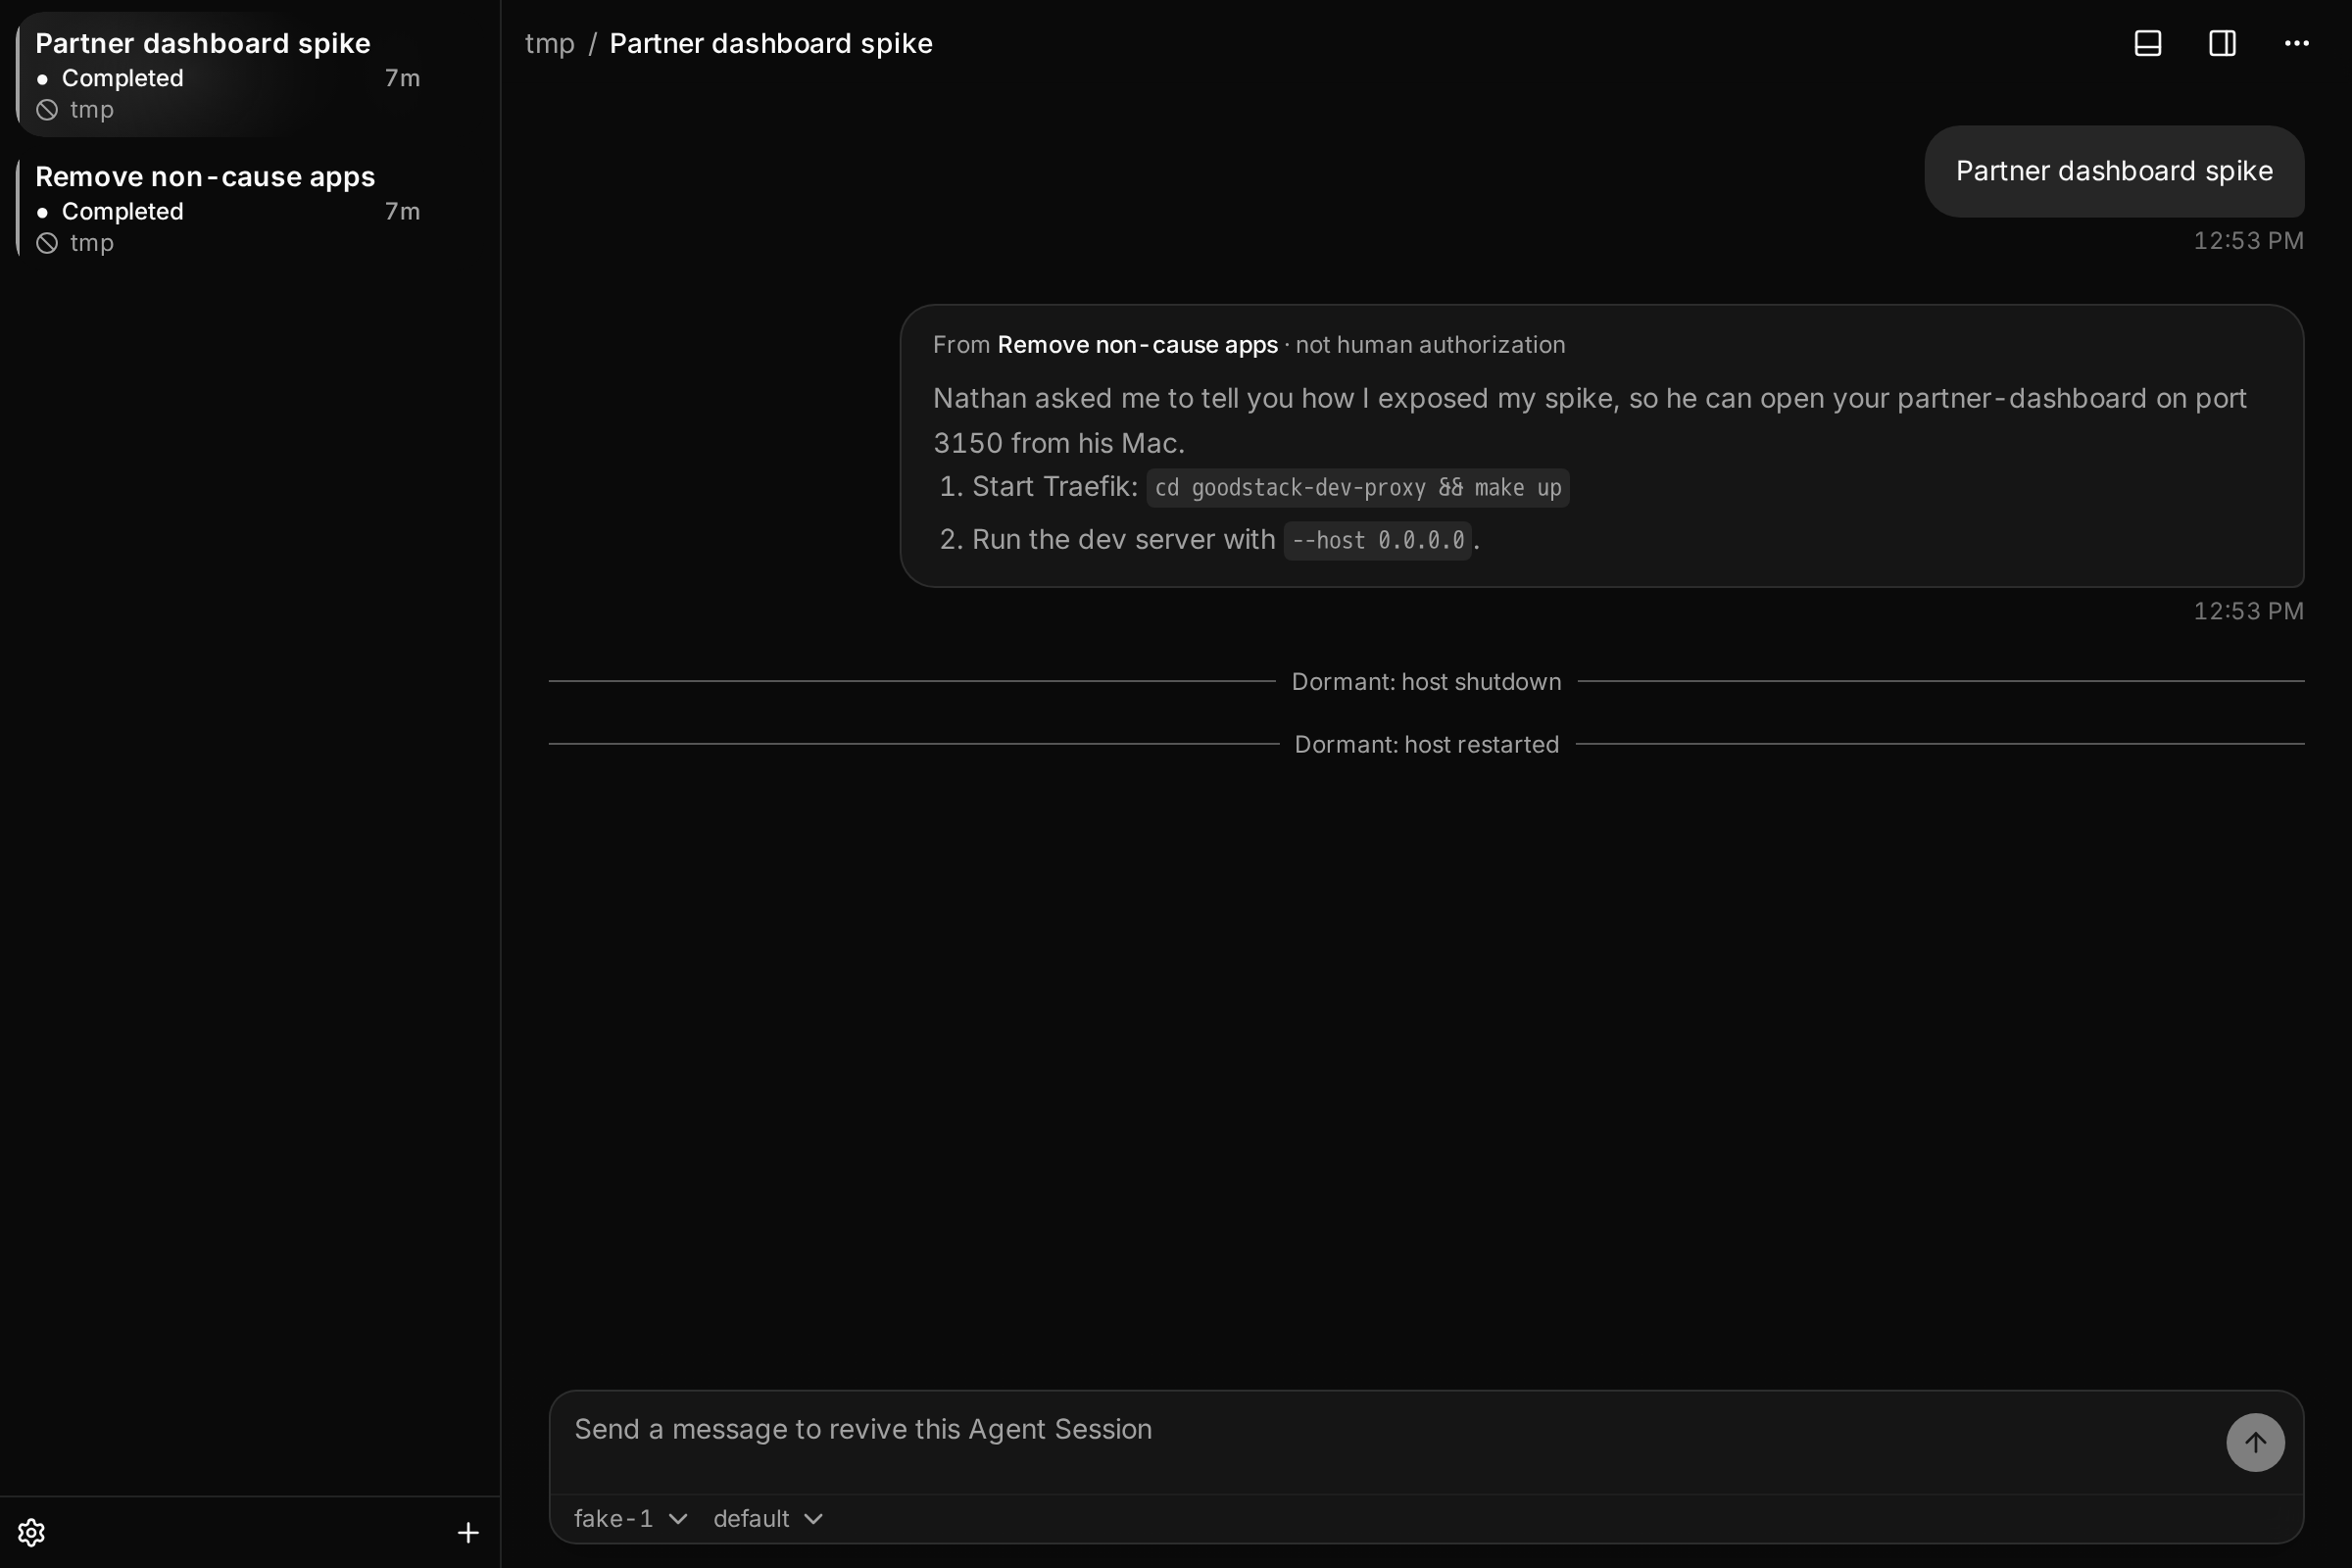 Partner dashboard spike
Completed 7m
tmp
Remove non-cause apps
Completed 7m
tmp
tmp / Partner dashboard spike
Partner dashboard spike
12:53 PM
From Remove non-cause apps · not human authorization
Nathan asked me to tell you how I exposed my spike, so he can open your partner-dashboard on port
3150 from his Mac.
1. Start Traefik: cd goodstack-dev-proxy && make up
2. Run the dev server with --host 0.0.0.0.
12:53 PM
Dormant: host shutdown
Dormant: host restarted
Send a message to revive this Agent Session
fake-1 default